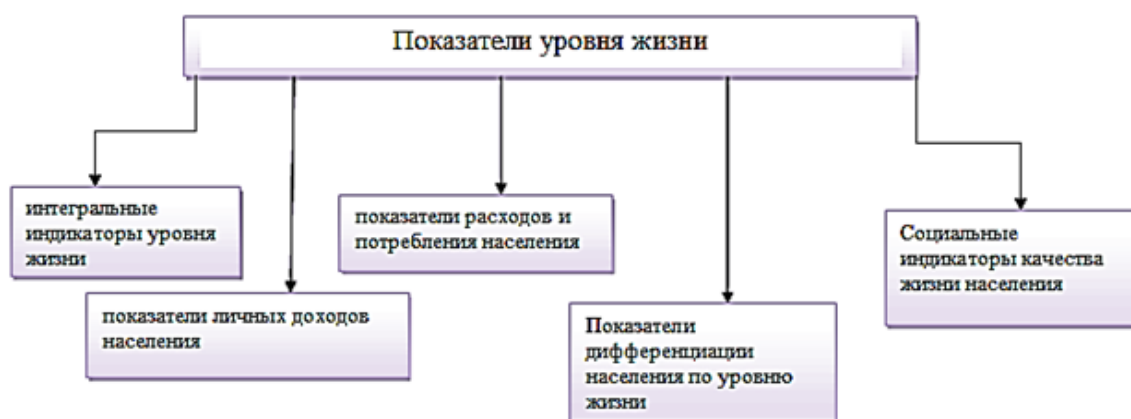 Показатели уровня жизни
интегральные
индикаторы уровня
жизни
показатели личных доходов
населения
показатели расходов и
потребления населения
Показатели
дифференциации
населения по уровню
жизни
Социальные
индикаторы качества
жизни населения